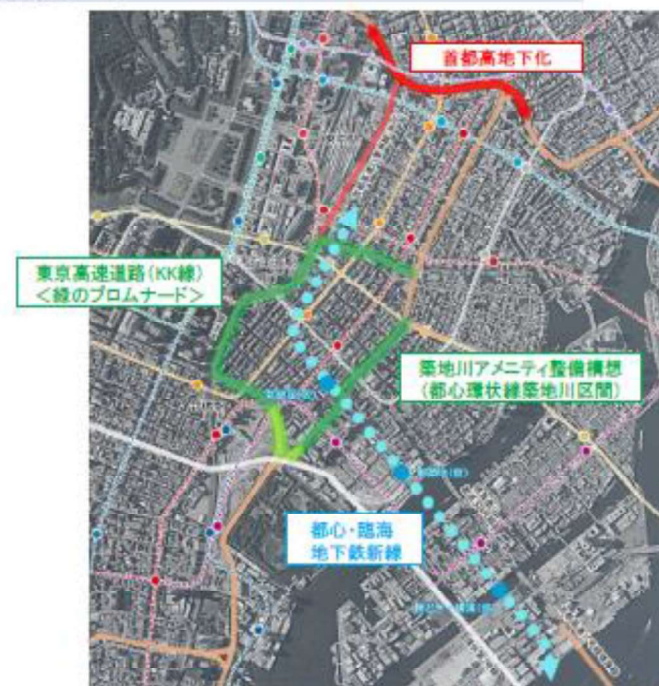 首都高地下化
東京高速道路（KK線）
＜緑のプロムナード＞
築地川アメニティ整備構想
（都心環状線築地川区間）
都心・臨海
地下鉄新線